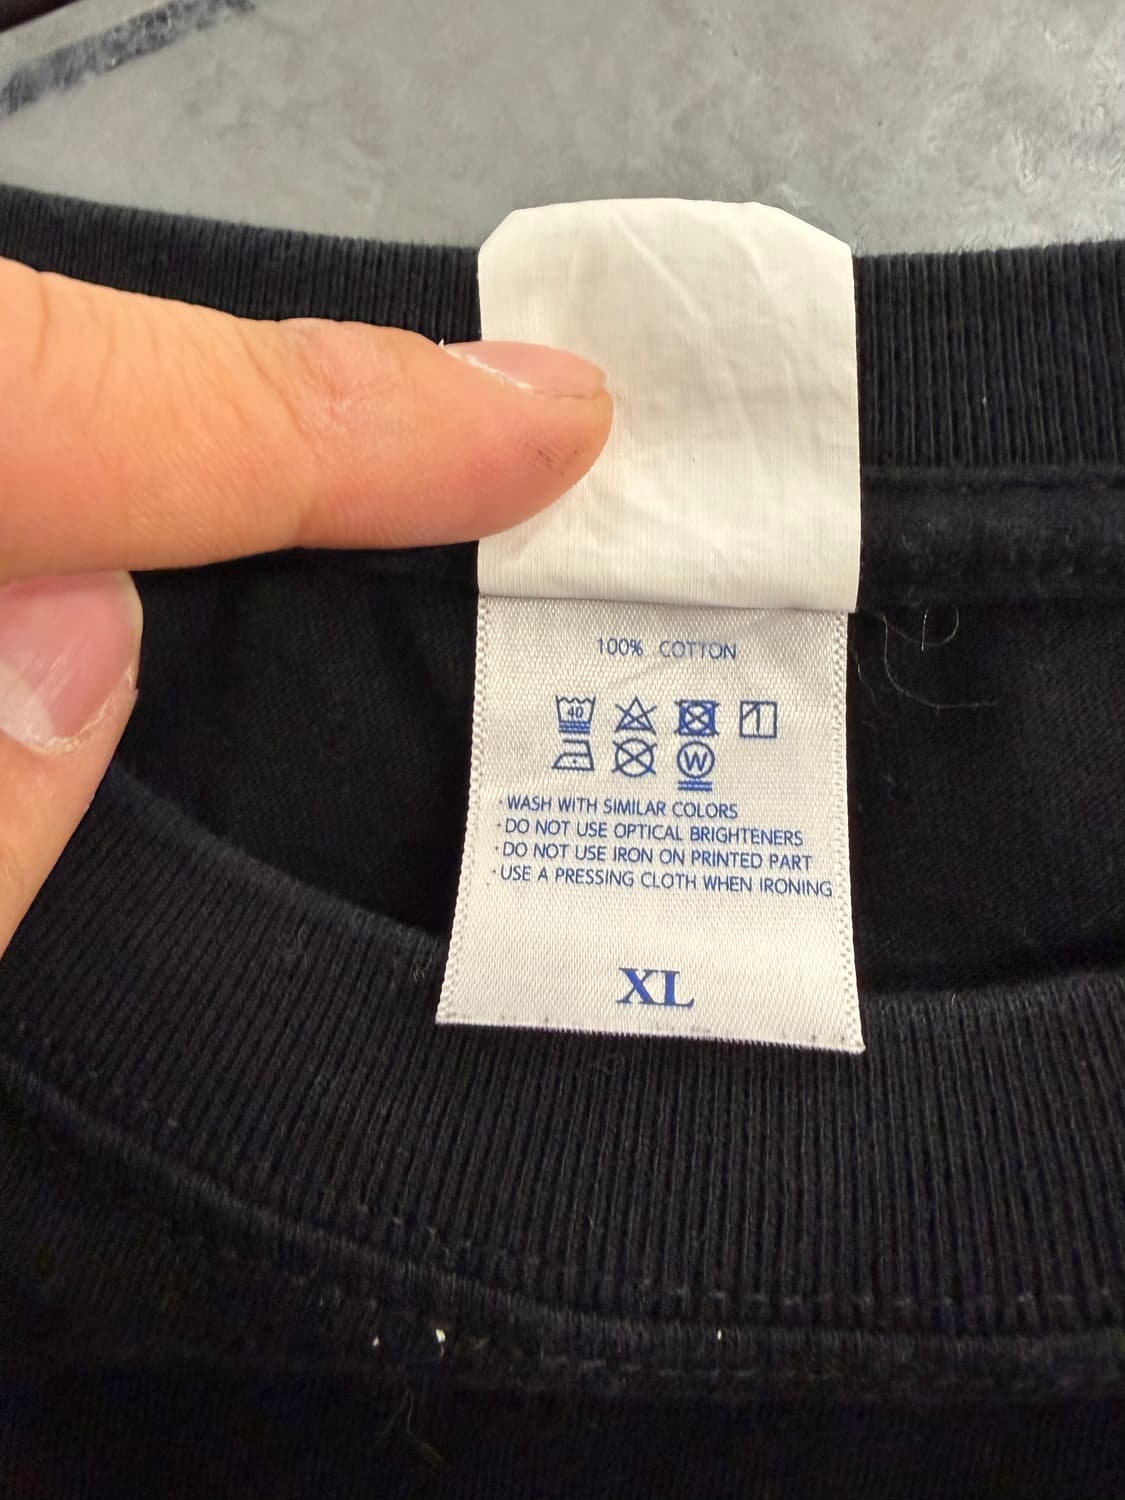 100% COTTON
40
W
· WASH WITH SIMILAR COLORS
· DO NOT USE OPTICAL BRIGHTENERS
· DO NOT USE IRON ON PRINTED PART
· USE A PRESSING CLOTH WHEN IRONING
XL